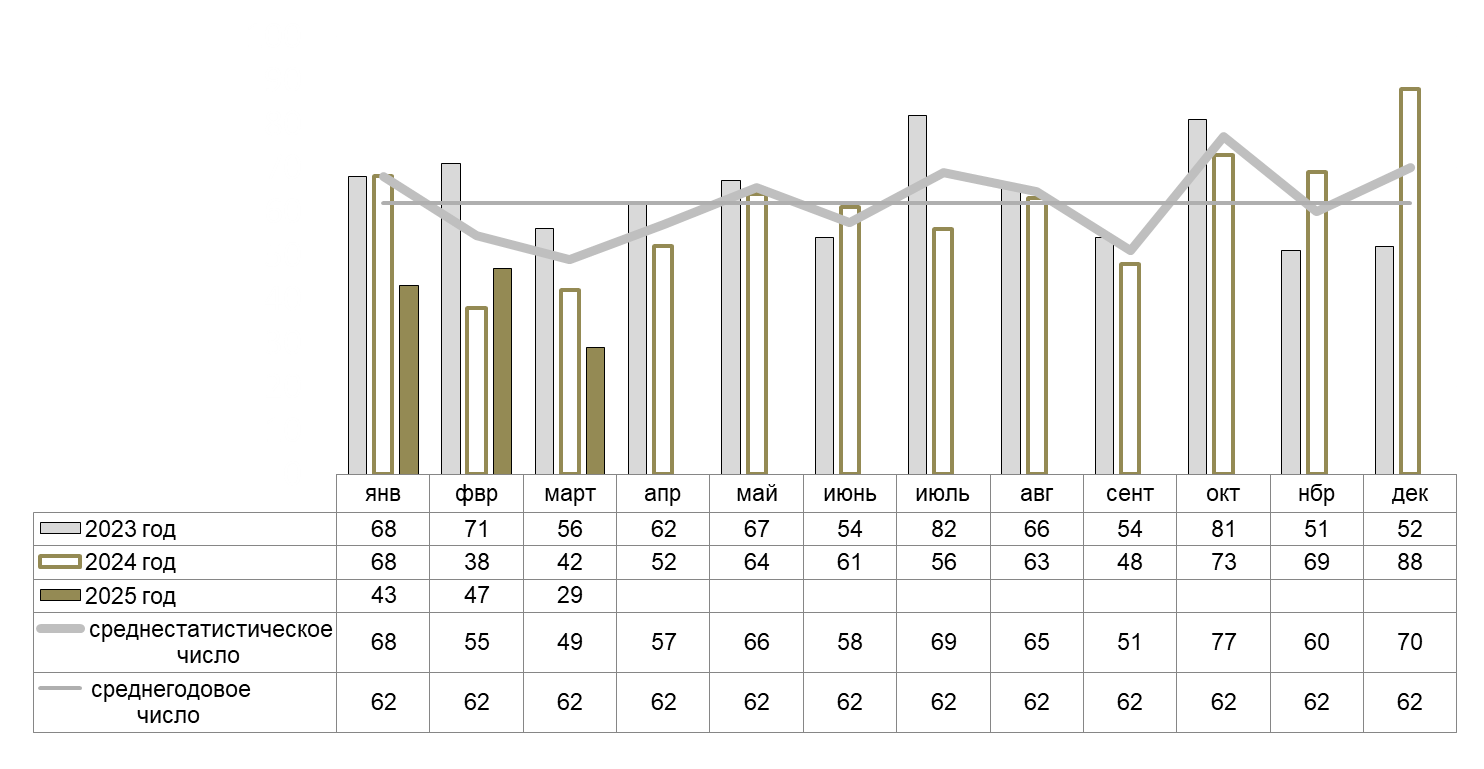 янв фвр март апр май июнь июль авг сент окт нбр дек
2023 год 68 71 56 62 67 54 82 66 54 81 51 52
2024 год 68 38 42 52 64 61 56 63 48 73 69 88
2025 год 43 47 29
среднестатистическое
число 68 55 49 57 66 58 69 65 51 77 60 70
среднегодовое
число 62 62 62 62 62 62 62 62 62 62 62 62